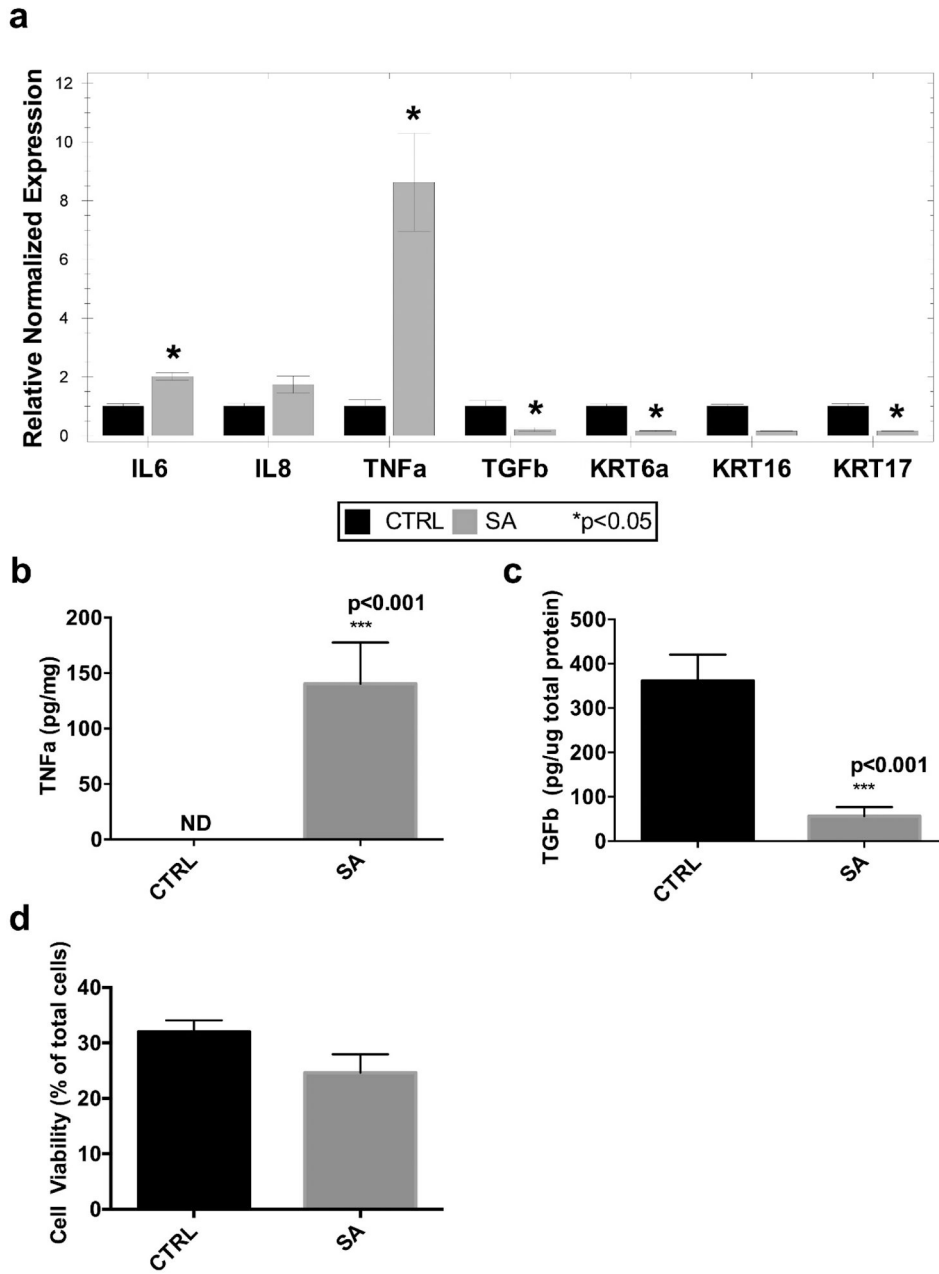 a
Relative Normalized Expression
12
10
8
6
4
2
0
*
*
*
*
*
IL6 IL8 TNFa TGFb KRT6a KRT16 KRT17
CTRL SA *p<0.05
b
TNFa (pg/mg)
200
150
100
50
0
p<0.001
***
ND
CTRL SA
c
TGFb (pg/ug total protein)
500
400
300
200
100
0
p<0.001
***
CTRL SA
d
Cell Viability (% of total cells)
40
30
20
10
0
CTRL SA